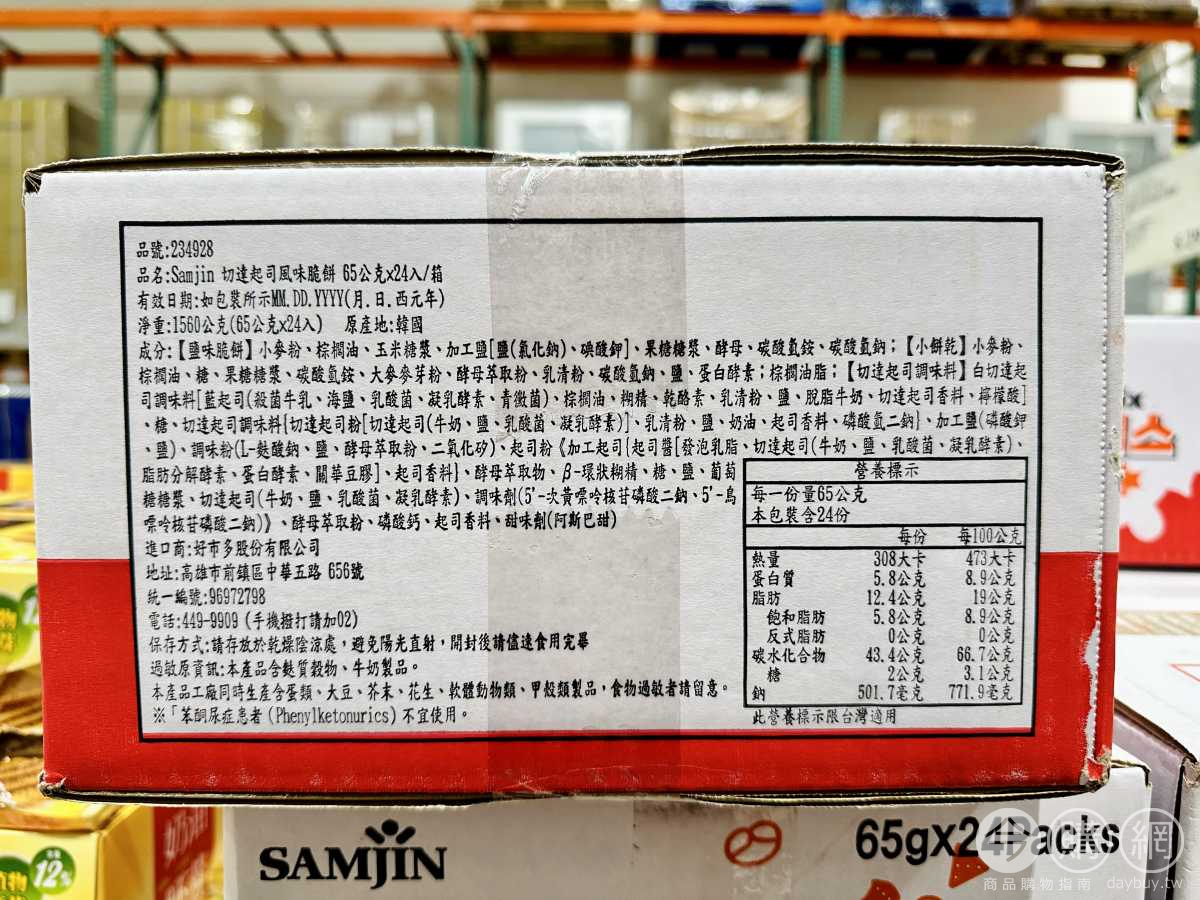 品號:234928
品名:Samjin 切達起司風味脆餅 65公克x24入/箱
有效日期:如包裝所示MM.DD.YYYY(月.日.西元年)
淨重:1560公克(65公克x24入) 原產地:韓國
成分:【鹽味脆餅】小麥粉、棕櫚油、玉米糖漿、加工鹽[鹽(氯化鈉)、碘酸鉀]、果糖糖漿、酵母、碳酸氫銨、碳酸氫鈉；【小餅乾】小麥粉、
棕櫚油、糖、果糖糖漿、碳酸氫銨、大麥麥芽粉、酵母萃取粉、乳清粉、碳酸氫鈉、鹽、蛋白酵素；棕櫚油脂；【切達起司調味料】白切達起
司調味料[藍起司(殺菌牛乳、海鹽、乳酸菌、凝乳酵素、青黴菌)、棕櫚油、糊精、乾酪素、乳清粉、鹽、脫脂牛奶、切達起司香料、檸檬酸]
、糖、切達起司調味料{切達起司粉[切達起司(牛奶、鹽、乳酸菌、凝乳酵素)]、乳清粉、鹽、奶油、起司香料、磷酸氫二鈉}、加工鹽(磷酸鉀
、鹽)、調味粉(L-麩酸鈉、鹽、酵母萃取粉、二氧化矽)、起司粉《加工起司{起司醬[發泡乳脂、切達起司(牛奶、鹽、乳酸菌、凝乳酵素)、
脂肪分解酵素、蛋白酵素、關華豆膠]、起司香料}、酵母萃取物、β-環狀糊精、糖、鹽、葡萄
糖糖漿、切達起司(牛奶、鹽、乳酸菌、凝乳酵素)、調味劑(5'-次黃嘌呤核苷磷酸二鈉、5'-鳥
嘌呤核苷磷酸二鈉)》、酵母萃取粉、磷酸鈣、起司香料、甜味劑(阿斯巴甜)
進口商:好市多股份有限公司
地址:高雄市前鎮區中華五路 656號
統一編號:96972798
電話:449-9909 (手機撥打請加02)
保存方式:請存放於乾燥陰涼處，避免陽光直射，開封後請儘速食用完畢
過敏原資訊:本產品含麩質穀物、牛奶製品。
本產品工廠同時生產含蛋類、大豆、芥末、花生、軟體動物類、甲殼類製品，食物過敏者請留意。
※「苯酮尿症患者 (Phenylketonurics) 不宜使用。
營養標示
每一份量65公克
本包裝含24份
每份 每100公克
熱量 308大卡 473大卡
蛋白質 5.8公克 8.9公克
脂肪 12.4公克 19公克
飽和脂肪 5.8公克 8.9公克
反式脂肪 0公克 0公克
碳水化合物 43.4公克 66.7公克
糖 2公克 3.1公克
鈉 501.7毫克 771.9毫克
此營養標示限台灣適用
SAMJIN
65gx24Packs
12%
商品購物指南 daybuy.tw